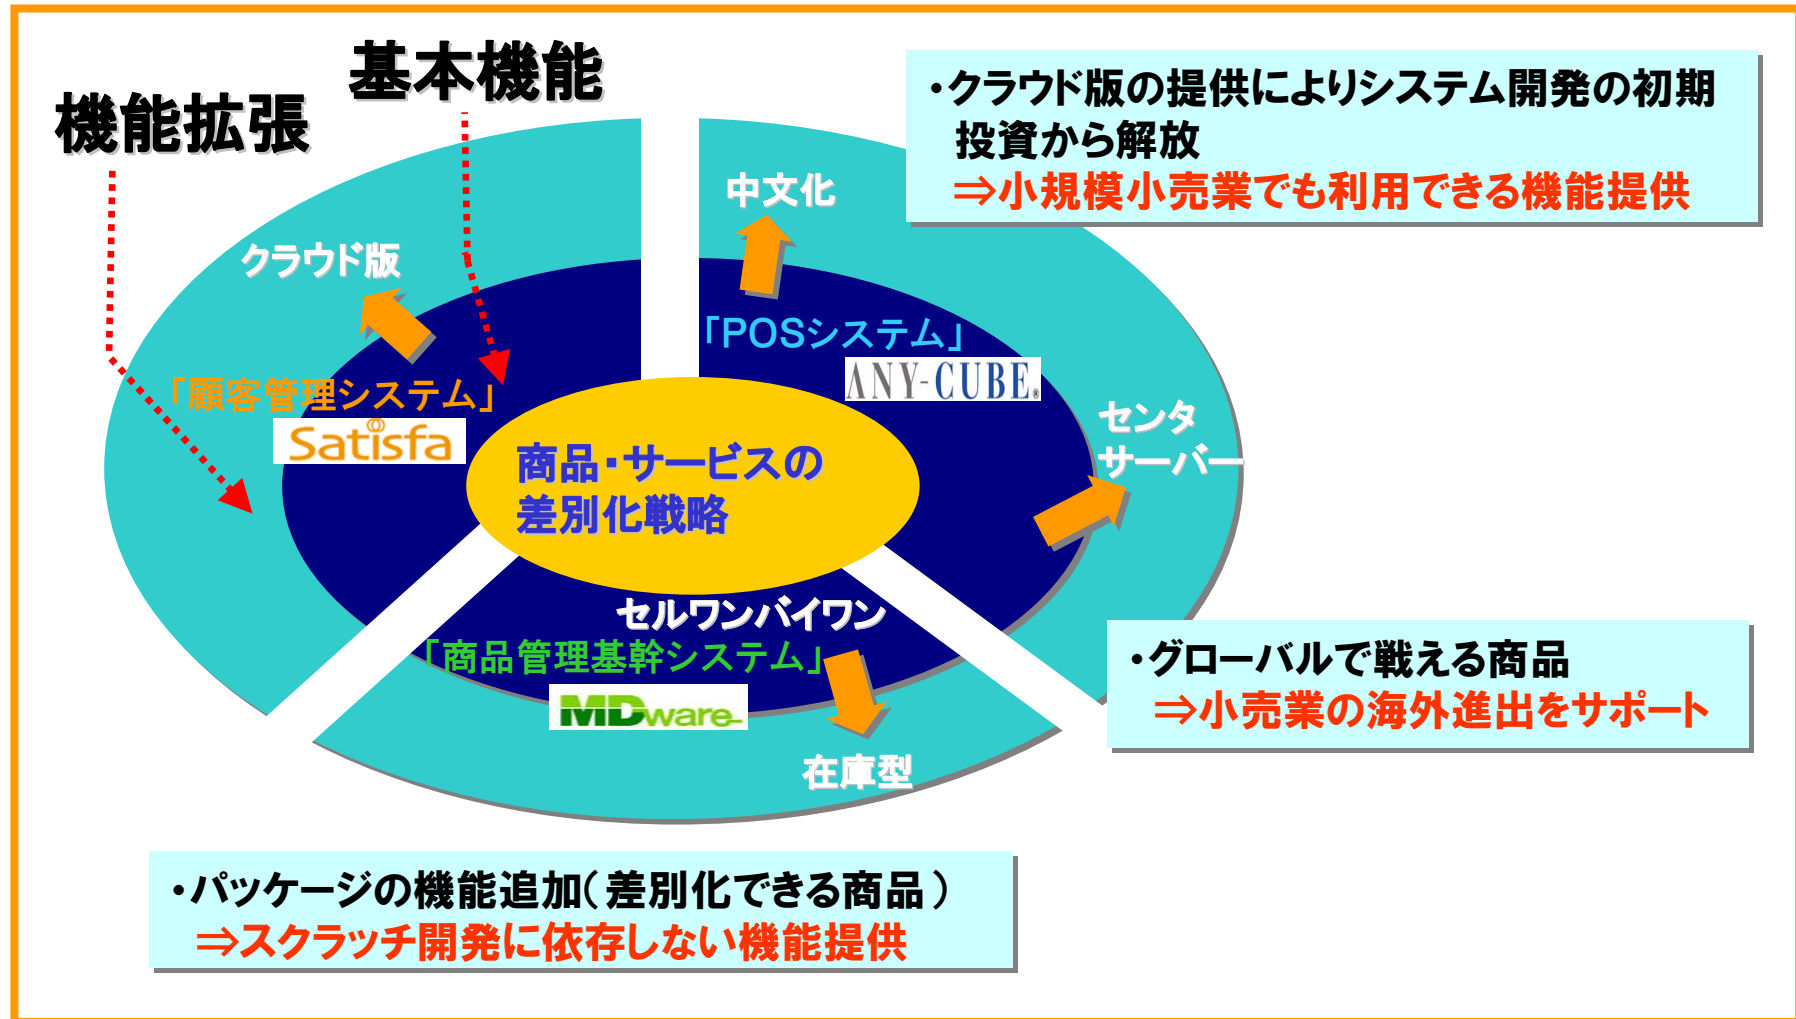 基本機能
機能拡張
・クラウド版の提供によりシステム開発の初期
投資から解放
⇒小規模小売業でも利用できる機能提供
中文化
クラウド版
「POSシステム」
ANY-CUBE®
「顧客管理システム」
Satisfa
センタ
サーバー
商品・サービスの
差別化戦略
セルワンバイワン
「商品管理基幹システム」
MDware
在庫型
・グローバルで戦える商品
⇒小売業の海外進出をサポート
・パッケージの機能追加（差別化できる商品）
⇒スクラッチ開発に依存しない機能提供